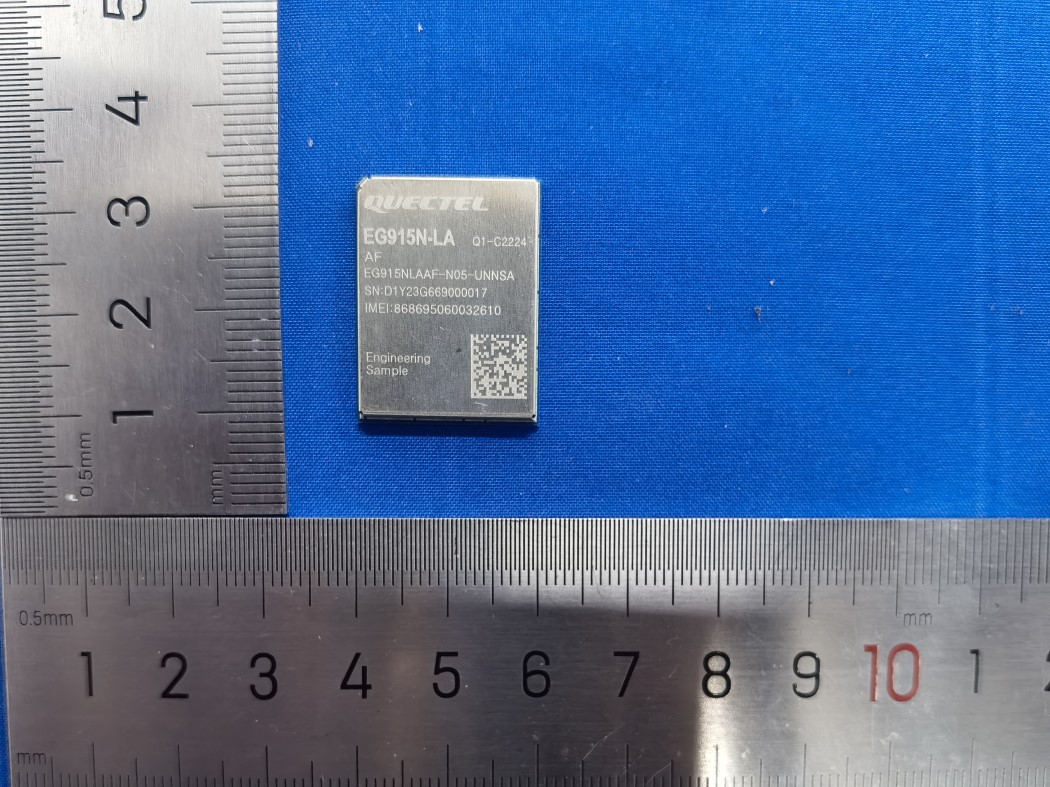 5
4
3
2
1
0.5mm
mm
QUECTEL
EG915N-LA Q1-C2224
AF
EG915NLAAF-N05-UNNSA
SN:D1Y23G669000017
IMEI:868695060032610
Engineering
Sample
0.5mm
mm
1 2 3 4 5 6 7 8 9 10 1 2
mm